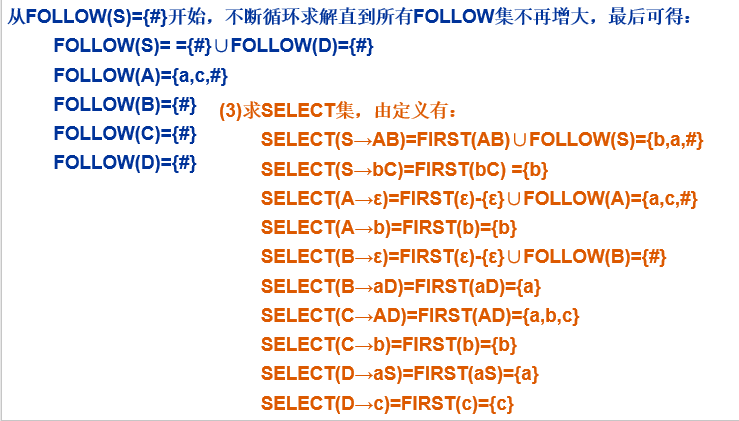 从FOLLOW(S)={#}开始，不断循环求解直到所有FOLLOW集不再增大，最后可得：
FOLLOW(S)= ={#}∪FOLLOW(D)={#}
FOLLOW(A)={a,c,#}
FOLLOW(B)={#}
FOLLOW(C)={#}
FOLLOW(D)={#}
(3)求SELECT集，由定义有：
SELECT(S→AB)=FIRST(AB)∪FOLLOW(S)={b,a,#}
SELECT(S→bC)=FIRST(bC) ={b}
SELECT(A→ε)=FIRST(ε)-{ε}∪FOLLOW(A)={a,c,#}
SELECT(A→b)=FIRST(b)={b}
SELECT(B→ε)=FIRST(ε)-{ε}∪FOLLOW(B)={#}
SELECT(B→aD)=FIRST(aD)={a}
SELECT(C→AD)=FIRST(AD)={a,b,c}
SELECT(C→b)=FIRST(b)={b}
SELECT(D→aS)=FIRST(aS)={a}
SELECT(D→c)=FIRST(c)={c}